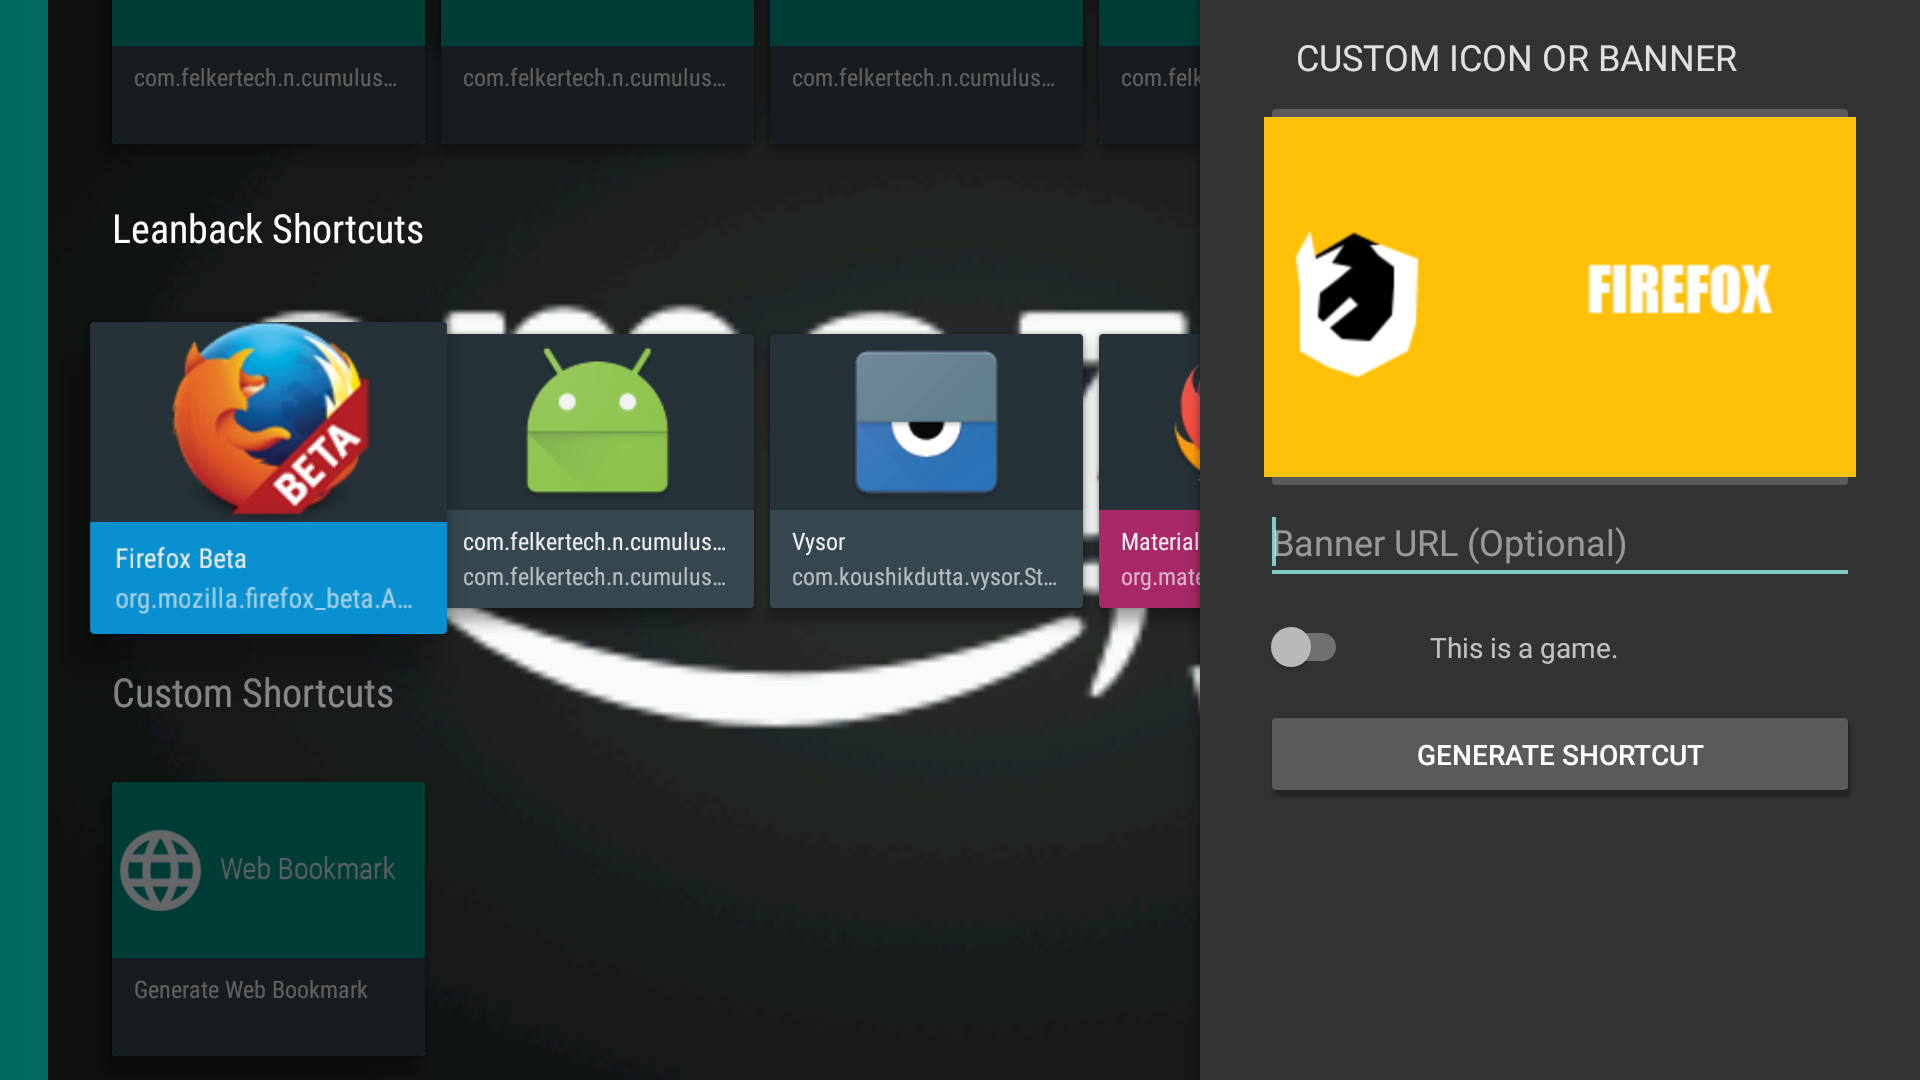 com.felkertech.n.cumulus...
com.felkertech.n.cumulus...
com.felkertech.n.cumulus...
com.felk
Leanback Shortcuts
BETA
Firefox Beta
org.mozilla.firefox_beta.A...
com.felkertech.n.cumulus...
com.felkertech.n.cumulus...
Vysor
com.koushikdutta.vysor.St...
Material
org.mate
Custom Shortcuts
Web Bookmark
Generate Web Bookmark
CUSTOM ICON OR BANNER
FIREFOX
Banner URL (Optional)
This is a game.
GENERATE SHORTCUT